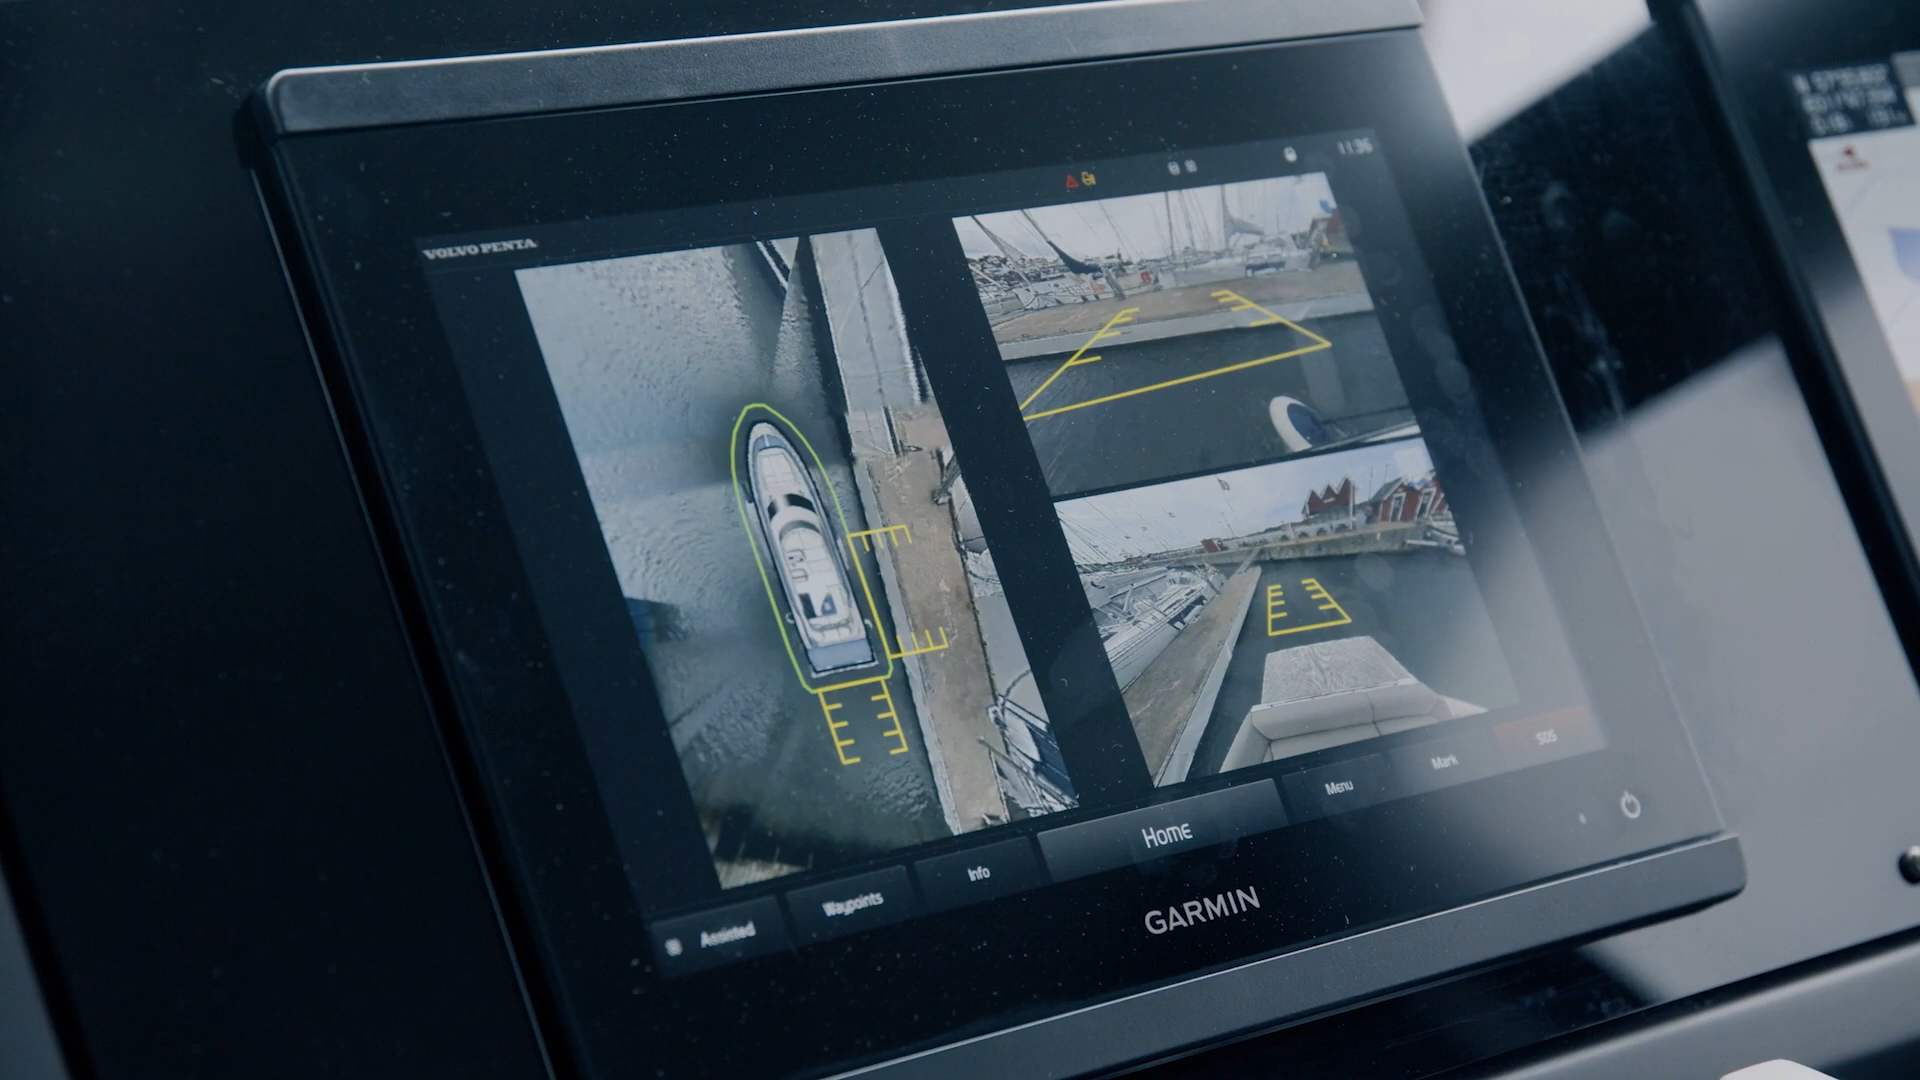 11:36
VOLVO PENTA
Assisted
Waypoints
Info
Home
Menu
Mark
SOS
GARMIN